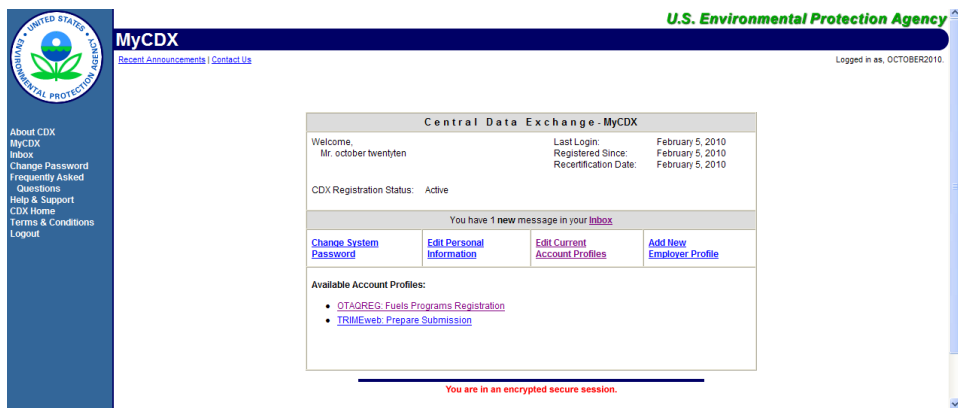 U.S. Environmental Protection Agency
UNITED STATES
ENVIRONMENTAL PROTECTION AGENCY
MyCDX
Recent Announcements | Contact Us
Logged in as, OCTOBER2010.
About CDX
MyCDX
Inbox
Change Password
Frequently Asked
Questions
Help & Support
CDX Home
Terms & Conditions
Logout
Central Data Exchange - MyCDX
Welcome,
Mr. october twentyten
Last Login: February 5, 2010
Registered Since: February 5, 2010
Recertification Date: February 5, 2010
CDX Registration Status: Active
You have 1 new message in your Inbox
Change System
Password
Edit Personal
Information
Edit Current
Account Profiles
Add New
Employer Profile
Available Account Profiles:
OTAQREG: Fuels Programs Registration
TRIMEweb: Prepare Submission
You are in an encrypted secure session.